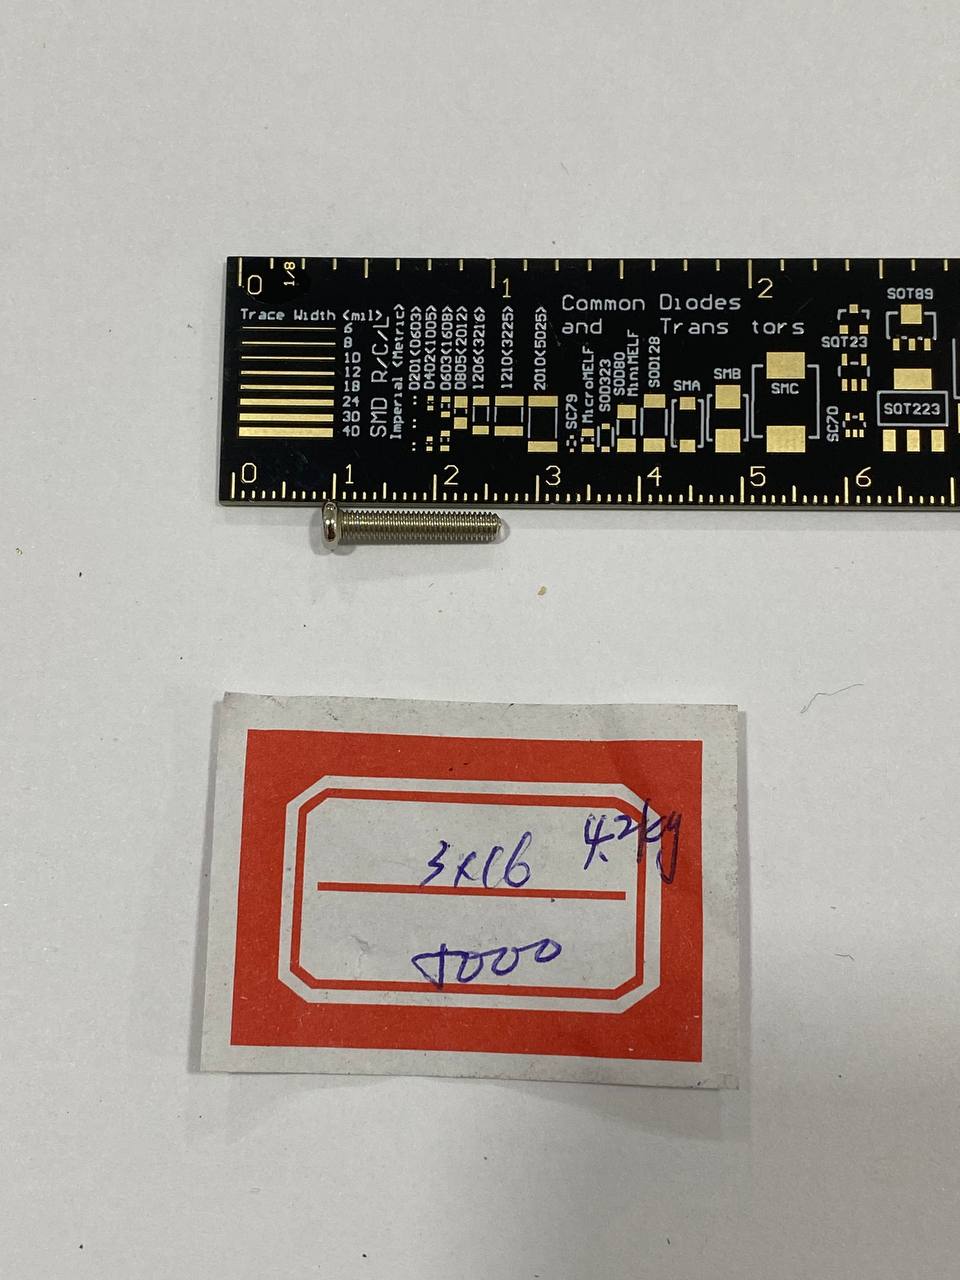 0 1/8 1 2
Trace Width <mil>
6
8
10
12
18
24
30
40
SMD R/C/L
Imperial <Metric>
0201<0603>
0402<1005>
0603<1608>
0805<2012>
1206<3216>
1210<3225>
2010<5025>
Common Diodes
and Trans tors
SC79
MicroMELF
SOD323
SOD80
MiniMELF
SOD128
SMA
SMB
SMC
SOT23
SC70
SOT89
SOT223
0 1 2 3 4 5 6
4.2kg
3x16